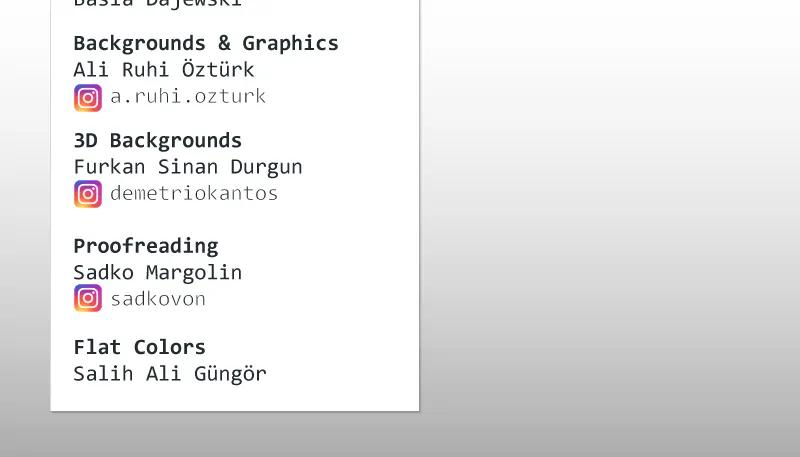 Basia Dajewski
Backgrounds & Graphics
Ali Ruhi Öztürk
a.ruhi.ozturk
3D Backgrounds
Furkan Sinan Durgun
demetriokantos
Proofreading
Sadko Margolin
sadkovon
Flat Colors
Salih Ali Güngör